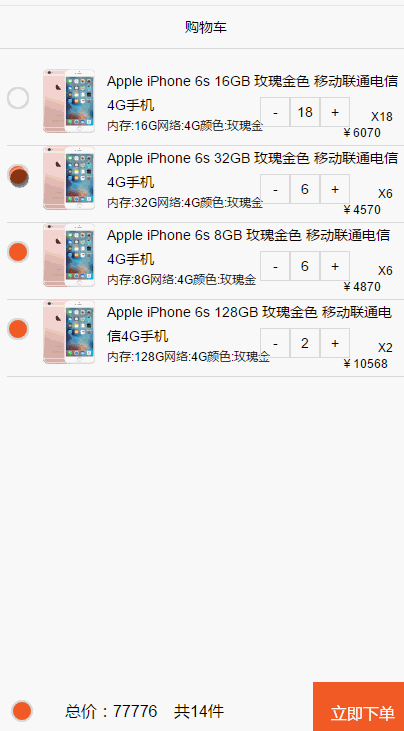 购物车
Apple iPhone 6s 16GB 玫瑰金色 移动联通电信
4G手机
- 18 +
X18
内存:16G网络:4G颜色:玫瑰金
¥ 6070
Apple iPhone 6s 32GB 玫瑰金色 移动联通电信
4G手机
- 6 +
X6
内存:32G网络:4G颜色:玫瑰金
¥ 4570
Apple iPhone 6s 8GB 玫瑰金色 移动联通电信
4G手机
- 6 +
X6
内存:8G网络:4G颜色:玫瑰金
¥ 4870
Apple iPhone 6s 128GB 玫瑰金色 移动联通电
信4G手机
- 2 +
X2
内存:128G网络:4G颜色:玫瑰金
¥ 10568
总价：77776 共14件
立即下单